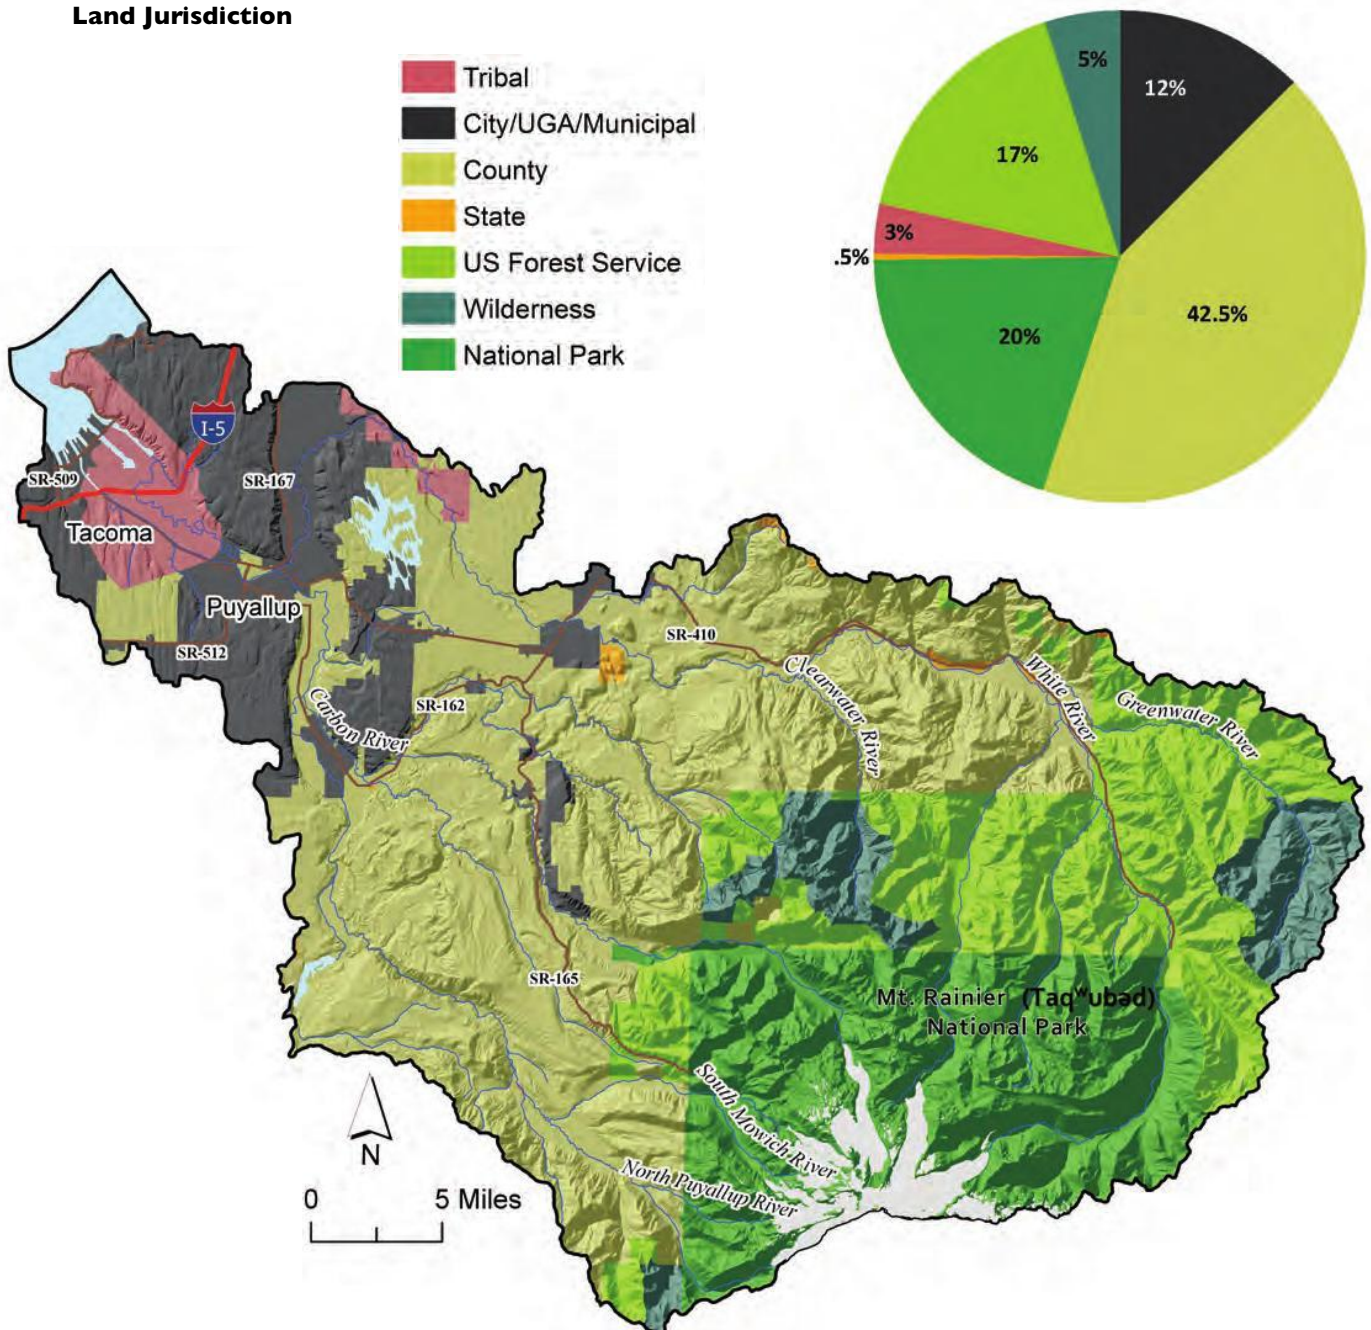 Land Jurisdiction
Tribal
City/UGA/Municipal
County
State
US Forest Service
Wilderness
National Park
5%
12%
17%
3%
.5%
42.5%
20%
I-5
SR-509
SR-167
Tacoma
Puyallup
SR-512
SR-410
SR-162
Carbon River
Clearwater River
White River
Greenwater River
SR-165
Mt. Rainier (Taqʷubəd)
National Park
South Mowich River
North Puyallup River
N
0 5 Miles